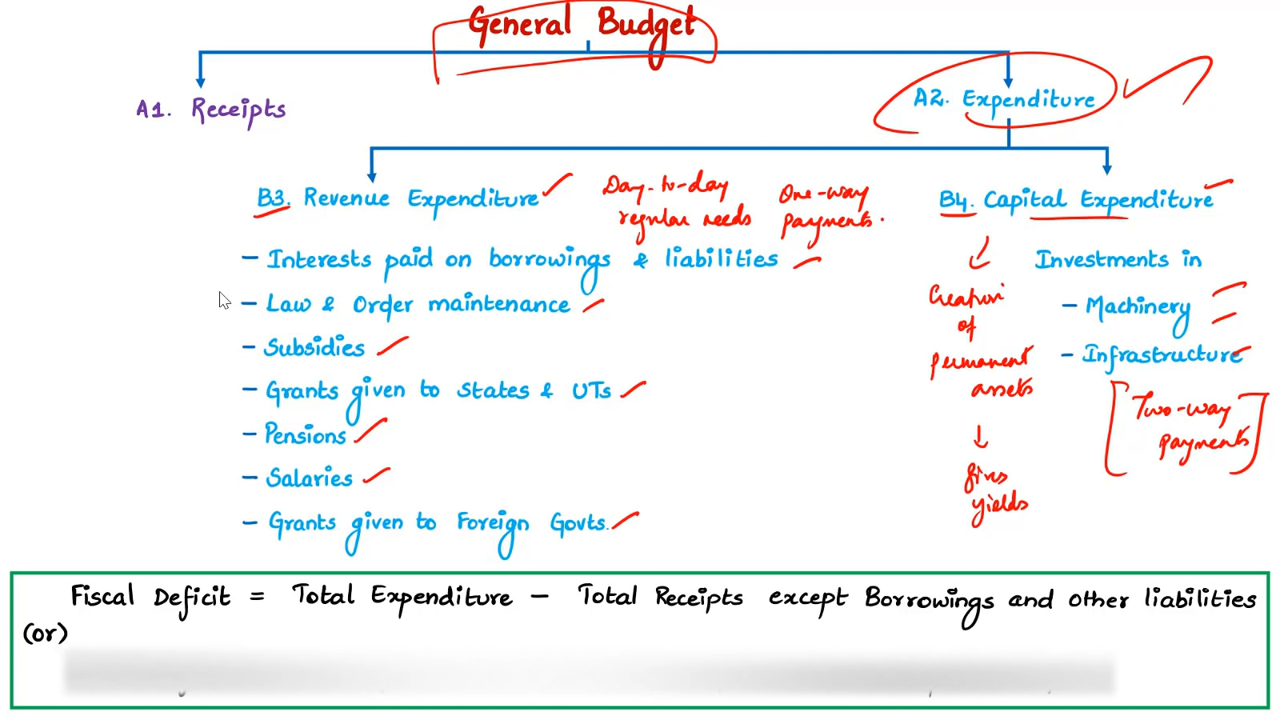 General Budget
A1. Receipts
A2. Expenditure
B3. Revenue Expenditure
Day-to-day
regular needs
One-way
payments.
- Interests paid on borrowings & liabilities
- Law & Order maintenance
- Subsidies
- Grants given to States & UTs
- Pensions
- Salaries
- Grants given to Foreign Govts.
B4. Capital Expenditure
Creation
of
permanent
assets
gives
yields
Investments in
- Machinery
- Infrastructure
[Two-way
payments]
Fiscal Deficit = Total Expenditure - Total Receipts except Borrowings and other liabilities
(or)